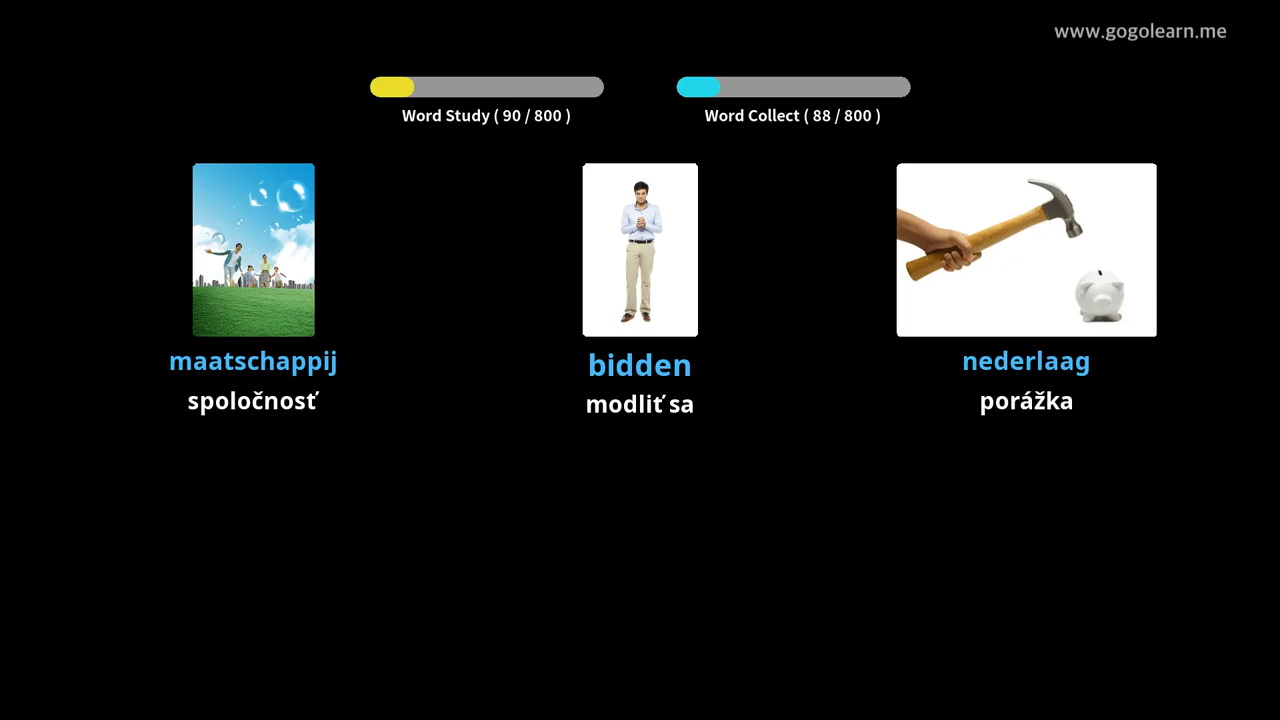 www.gogolearn.me
Word Study ( 90 / 800 )
Word Collect ( 88 / 800 )
maatschappij
bidden
nederlaag
spoločnosť
modliť sa
porážka